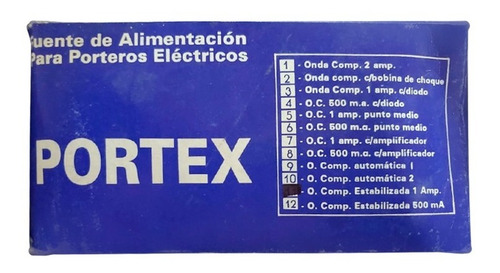 Fuente de Alimentación
Para Porteros Eléctricos
PORTEX
1 - Onda Comp. 2 amp.
2 - Onda comp. c/bobina de choque
3 - Onda Comp. 1 amp. c/diodo
4 - O.C. 500 m.a. c/diodo
5 - O.C. 1 amp. punto medio
6 - O.C. 500 m.a. punto medio
7 - O.C. 1 amp. c/amplificador
8 - O.C. 500 m.a. c/amplificador
9 - O. Comp. automática 1
10 - O. Comp. automática 2
- O. Comp. Estabilizada 1 Amp.
12 - O. Comp. Estabilizada 500 mA